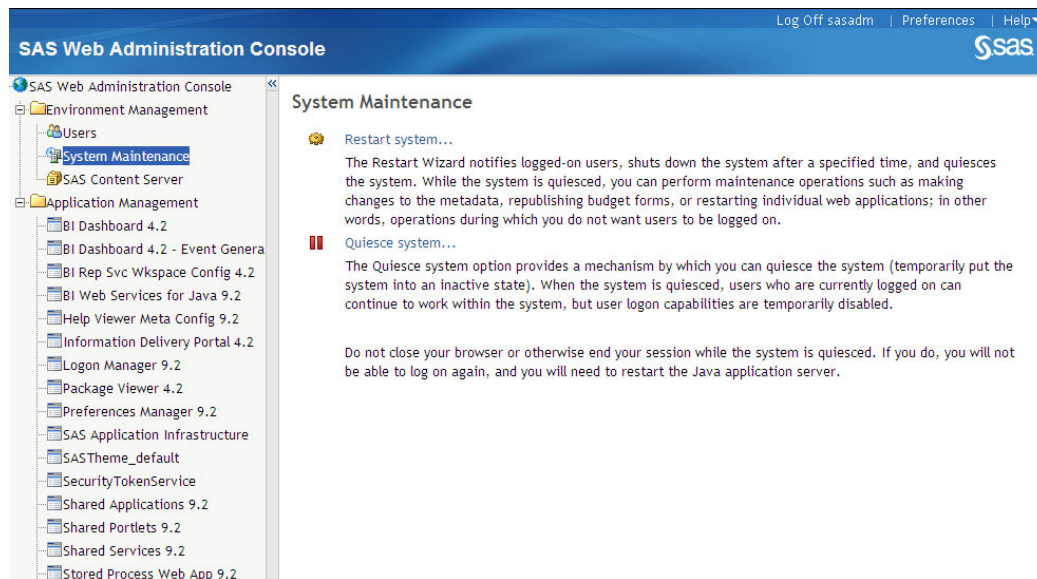 Log Off sasadm | Preferences | Help
SAS Web Administration Console
sas
SAS Web Administration Console
Environment Management
Users
System Maintenance
SAS Content Server
Application Management
BI Dashboard 4.2
BI Dashboard 4.2 - Event Genera
BI Rep Svc Wkspace Config 4.2
BI Web Services for Java 9.2
Help Viewer Meta Config 9.2
Information Delivery Portal 4.2
Logon Manager 9.2
Package Viewer 4.2
Preferences Manager 9.2
SAS Application Infrastructure
SASTheme_default
SecurityTokenService
Shared Applications 9.2
Shared Portlets 9.2
Shared Services 9.2
Stored Process Web App 9.2
System Maintenance
Restart system...
The Restart Wizard notifies logged-on users, shuts down the system after a specified time, and quiesces
the system. While the system is quiesced, you can perform maintenance operations such as making
changes to the metadata, republishing budget forms, or restarting individual web applications; in other
words, operations during which you do not want users to be logged on.
Quiesce system...
The Quiesce system option provides a mechanism by which you can quiesce the system (temporarily put the
system into an inactive state). When the system is quiesced, users who are currently logged on can
continue to work within the system, but user logon capabilities are temporarily disabled.
Do not close your browser or otherwise end your session while the system is quiesced. If you do, you will not
be able to log on again, and you will need to restart the Java application server.